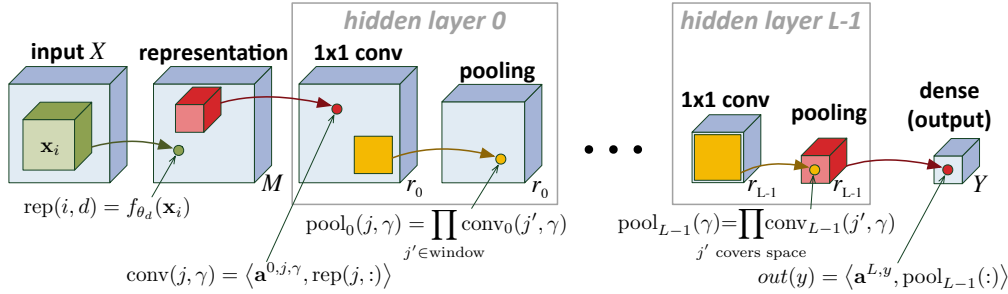 hidden layer 0
hidden layer L-1
input X
representation
1x1 conv
pooling
1x1 conv
pooling
dense
(output)
x_i
M
r_0
r_0
r_{L-1}
r_{L-1}
Y
rep(i, d) = f_{θ_d}(x_i)
pool_0(j, γ) = ∏_{j'∈window} conv_0(j', γ)
pool_{L−1}(γ)=∏_{j' covers space} conv_{L−1}(j', γ)
conv(j, γ) = ⟨a^{0,j,γ}, rep(j, :)⟩
out(y) = ⟨a^{L,y}, pool_{L−1}(:)⟩